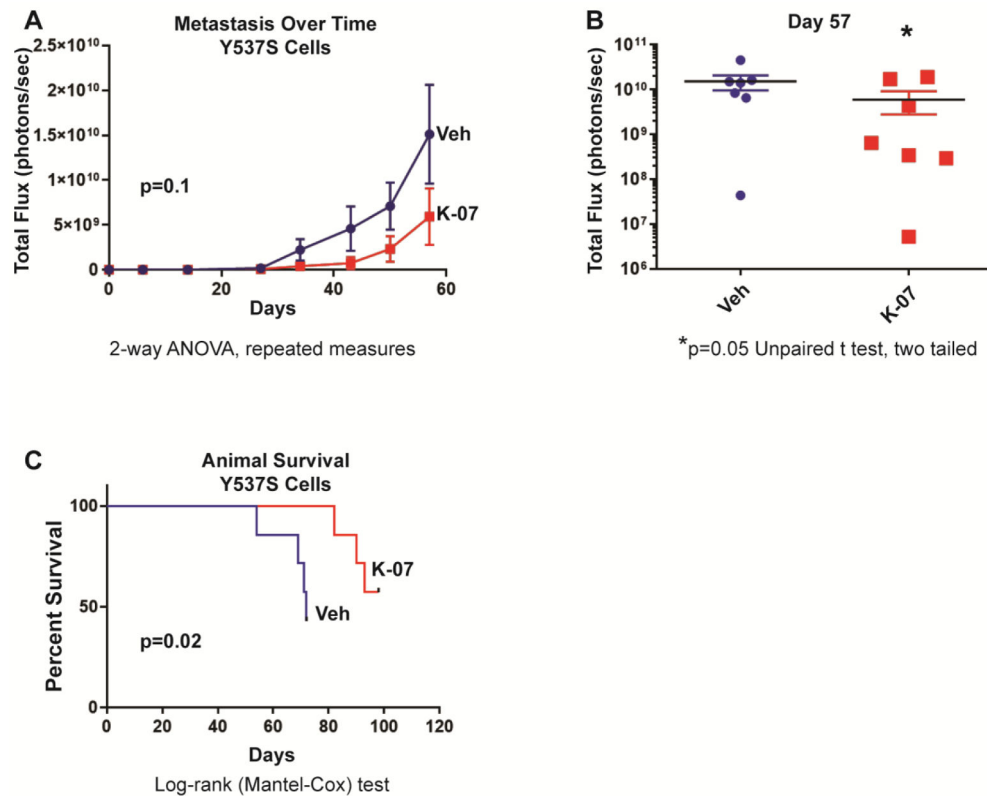 A
Metastasis Over Time
Y537S Cells
Total Flux (photons/sec)
2.5×10¹⁰
2×10¹⁰
1.5×10¹⁰
1×10¹⁰
5×10⁹
0
p=0.1
Veh
K-07
0 20 40 60
Days
2-way ANOVA, repeated measures
B
Day 57
*
Total Flux (photons/sec)
10¹¹
10¹⁰
10⁹
10⁸
10⁷
10⁶
Veh
K-07
*p=0.05 Unpaired t test, two tailed
C
Animal Survival
Y537S Cells
Percent Survival
100
50
0
K-07
Veh
p=0.02
0 20 40 60 80 100 120
Days
Log-rank (Mantel-Cox) test